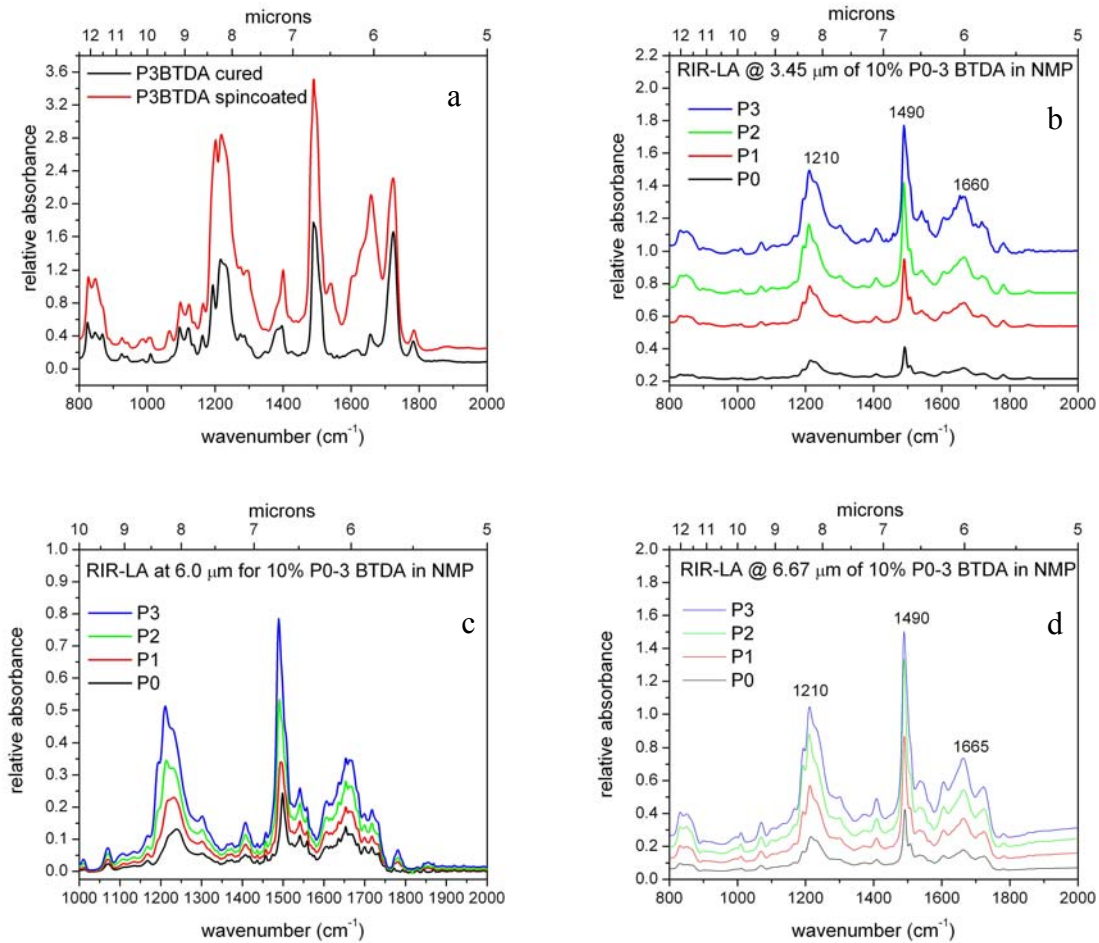 microns
12 11 10 9 8 7 6 5
P3BTDA cured
P3BTDA spincoated
a
3.6
3.0
2.4
1.8
1.2
0.6
0.4
0.0
relative absorbance
800 1000 1200 1400 1600 1800 2000
wavenumber (cm-1)
microns
12 11 10 9 8 7 6 5
RIR-LA @ 3.45 μm of 10% P0-3 BTDA in NMP
b
P3
P2
P1
P0
1210
1490
1660
2.2
2.0
1.8
1.6
1.4
1.2
1.0
0.8
0.6
0.4
0.2
relative absorbance
800 1000 1200 1400 1600 1800 2000
wavenumber (cm-1)
microns
10 9 8 7 6 5
RIR-LA at 6.0 μm for 10% P0-3 BTDA in NMP
c
P3
P2
P1
P0
1.0
0.9
0.8
0.7
0.6
0.5
0.4
0.3
0.2
0.1
0.0
relative absorbance
1000 1100 1200 1300 1400 1500 1600 1700 1800 1900 2000
wavenumber (cm-1)
microns
12 11 10 9 8 7 6 5
RIR-LA @ 6.67 μm of 10% P0-3 BTDA in NMP
d
P3
P2
P1
P0
1210
1490
1665
2.0
1.8
1.6
1.4
1.2
1.0
0.8
0.6
0.4
0.2
0.0
relative absorbance
800 1000 1200 1400 1600 1800 2000
wavenumber (cm-1)